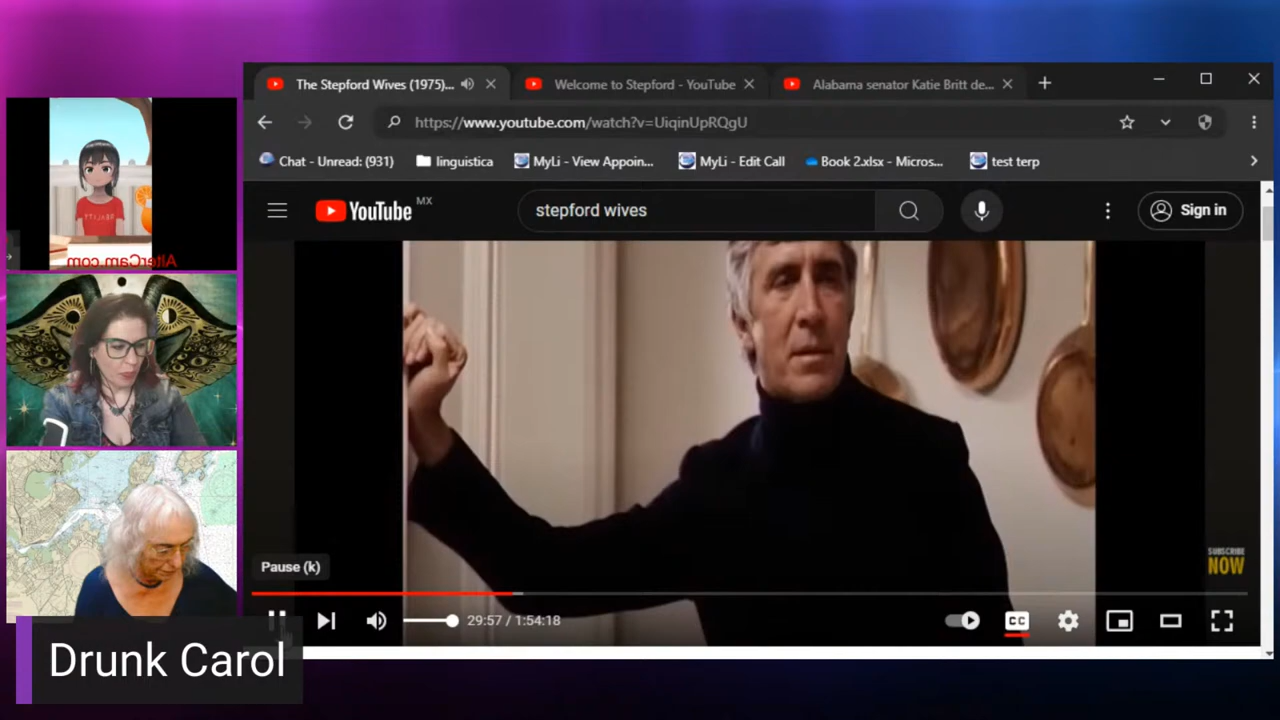 The Stepford Wives (1975)...
Welcome to Stepford - YouTube
Alabama senator Katie Britt de...
https://www.youtube.com/watch?v=UiqinUpRQgU
Chat - Unread: (931)
linguistica
MyLi - View Appoin...
MyLi - Edit Call
Book 2.xlsx - Micros...
test terp
YouTube MX
stepford wives
Sign in
REALITY
AlterCam.com
SUBSCRIBE
NOW
Pause (k)
29:57 / 1:54:18
CC
Drunk Carol